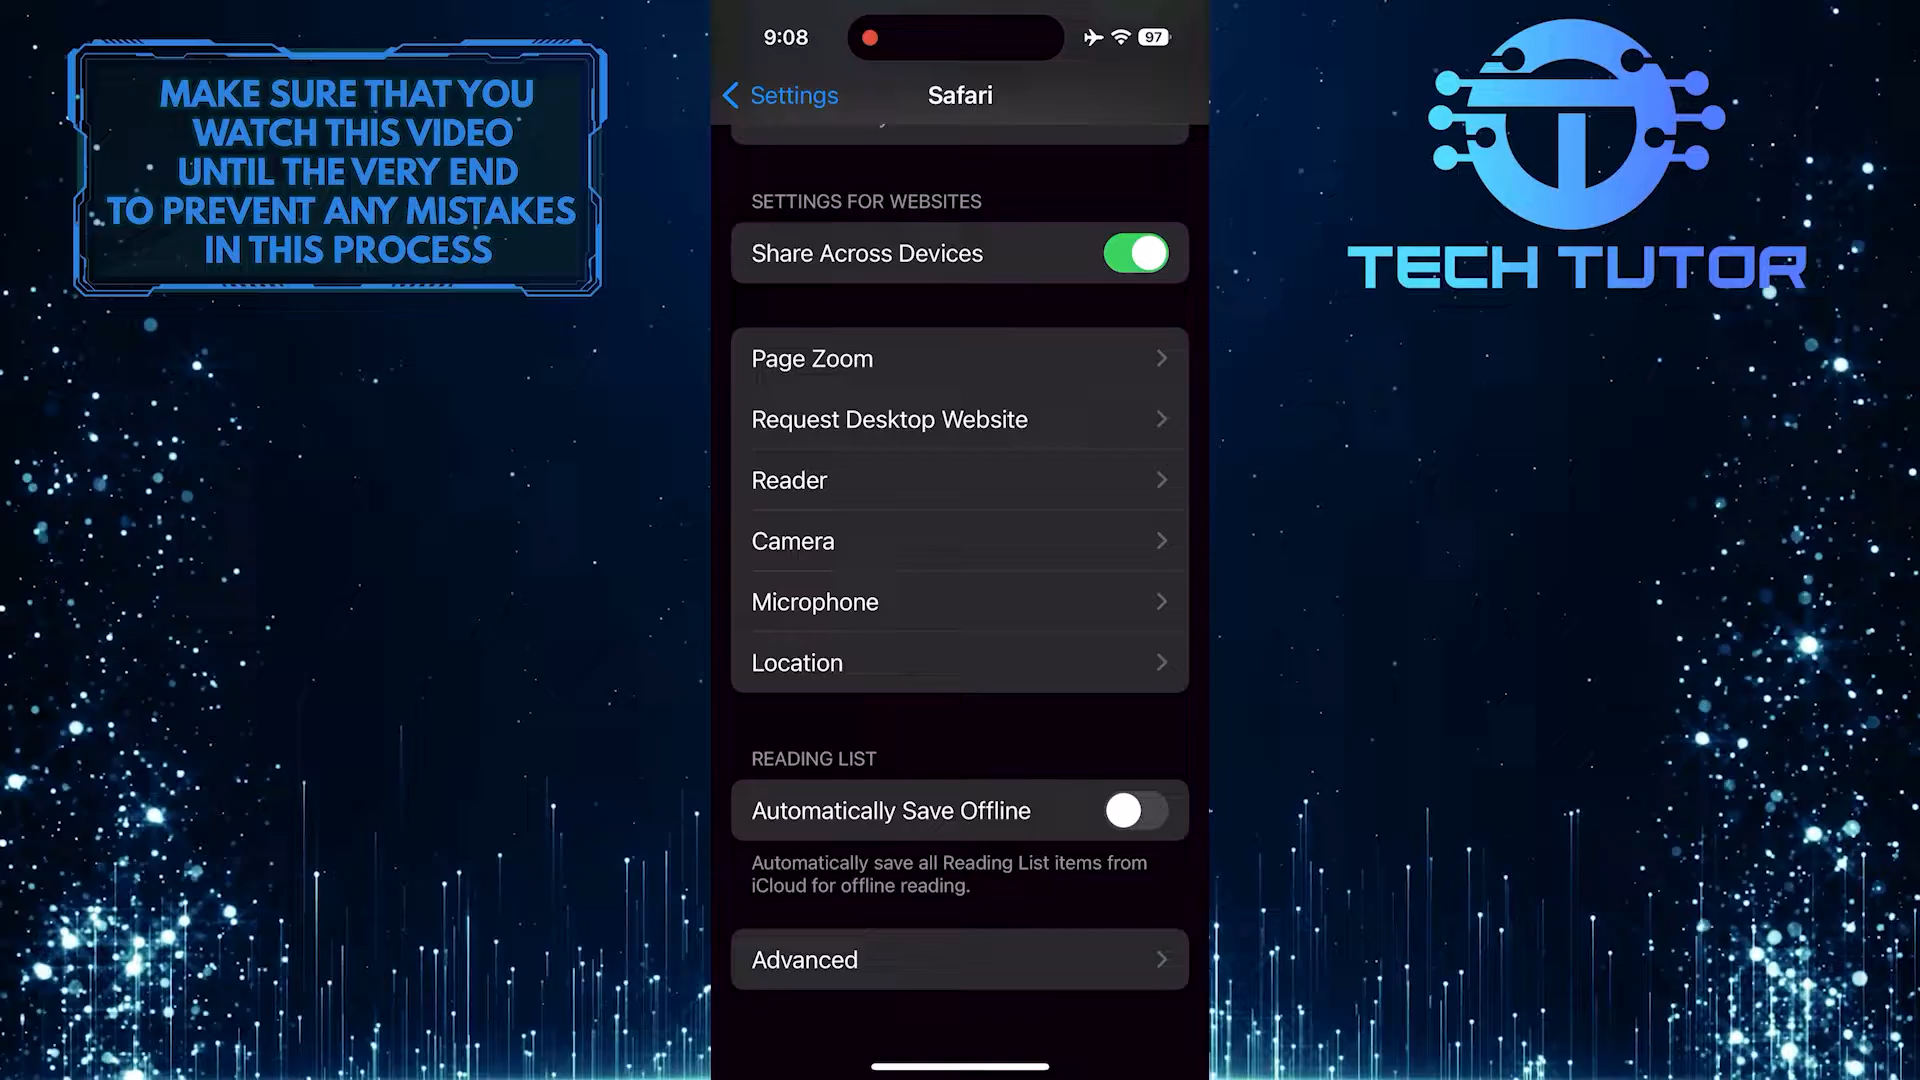 MAKE SURE THAT YOU
WATCH THIS VIDEO
UNTIL THE VERY END
TO PREVENT ANY MISTAKES
IN THIS PROCESS
9:08
97
Settings
Safari
SETTINGS FOR WEBSITES
Share Across Devices
Page Zoom
Request Desktop Website
Reader
Camera
Microphone
Location
READING LIST
Automatically Save Offline
Automatically save all Reading List items from
iCloud for offline reading.
Advanced
TECH TUTOR